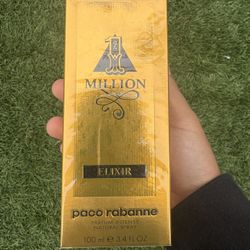 1
MILLION
ELIXIR
paco rabanne
PARFUM INTENSE
NATURAL SPRAY
100 ml e 3.4 fl.oz.